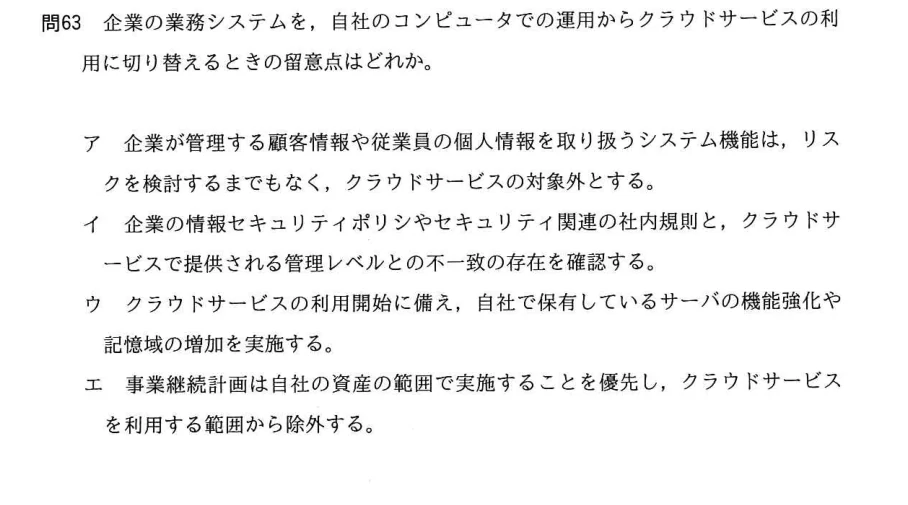 問63 企業の業務システムを，自社のコンピュータでの運用からクラウドサービスの利
用に切り替えるときの留意点はどれか。
ア 企業が管理する顧客情報や従業員の個人情報を取り扱うシステム機能は，リス
クを検討するまでもなく，クラウドサービスの対象外とする。
イ 企業の情報セキュリティポリシやセキュリティ関連の社内規則と，クラウドサ
ービスで提供される管理レベルとの不一致の存在を確認する。
ウ クラウドサービスの利用開始に備え，自社で保有しているサーバの機能強化や
記憶域の増加を実施する。
エ 事業継続計画は自社の資産の範囲で実施することを優先し，クラウドサービス
を利用する範囲から除外する。